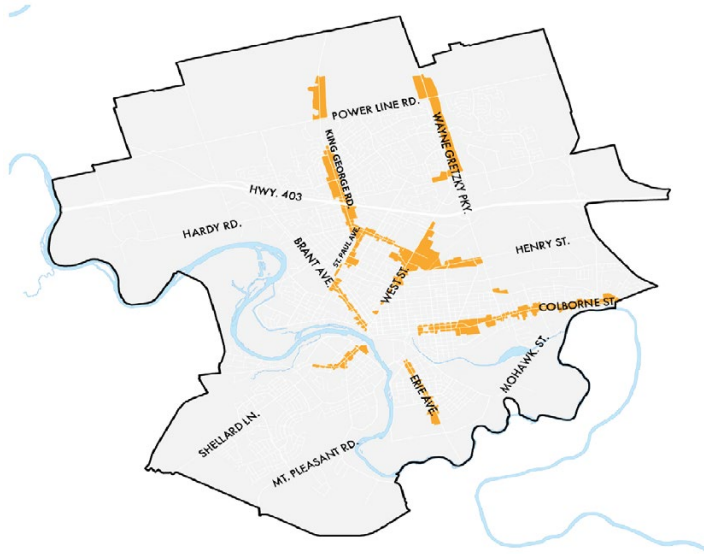 POWER LINE RD.
WAYNE GRETZKY PKY.
KING GEORGE RD.
HWY. 403
HARDY RD.
ST. PAUL AVE.
BRANT AVE.
HENRY ST.
WEST ST.
COLBORNE ST.
MOHAWK. ST.
ERIE AVE.
SHELLARD LN.
MT. PLEASANT RD.